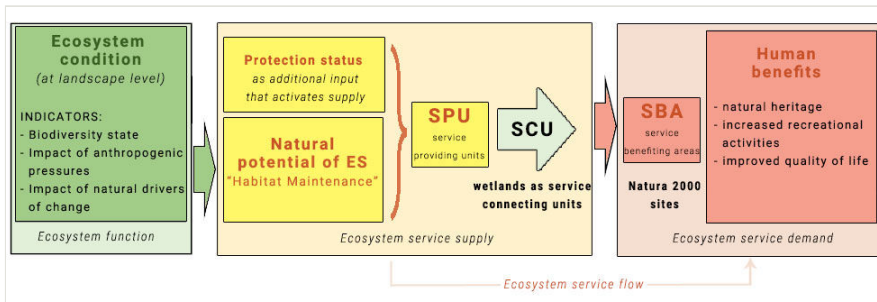 Ecosystem
condition
(at landscape level)
INDICATORS:
- Biodiversity state
- Impact of anthropogenic
pressures
- Impact of natural drivers
of change
Ecosystem function
Protection status
as additional input
that activates supply
Natural
potential of ES
"Habitat Maintenance"
SPU
service
providing units
SCU
wetlands as service
connecting units
Ecosystem service supply
SBA
service
benefiting areas
Natura 2000
sites
Human
benefits
- natural heritage
- increased recreational
activities
- improved quality of life
Ecosystem service demand
Ecosystem service flow